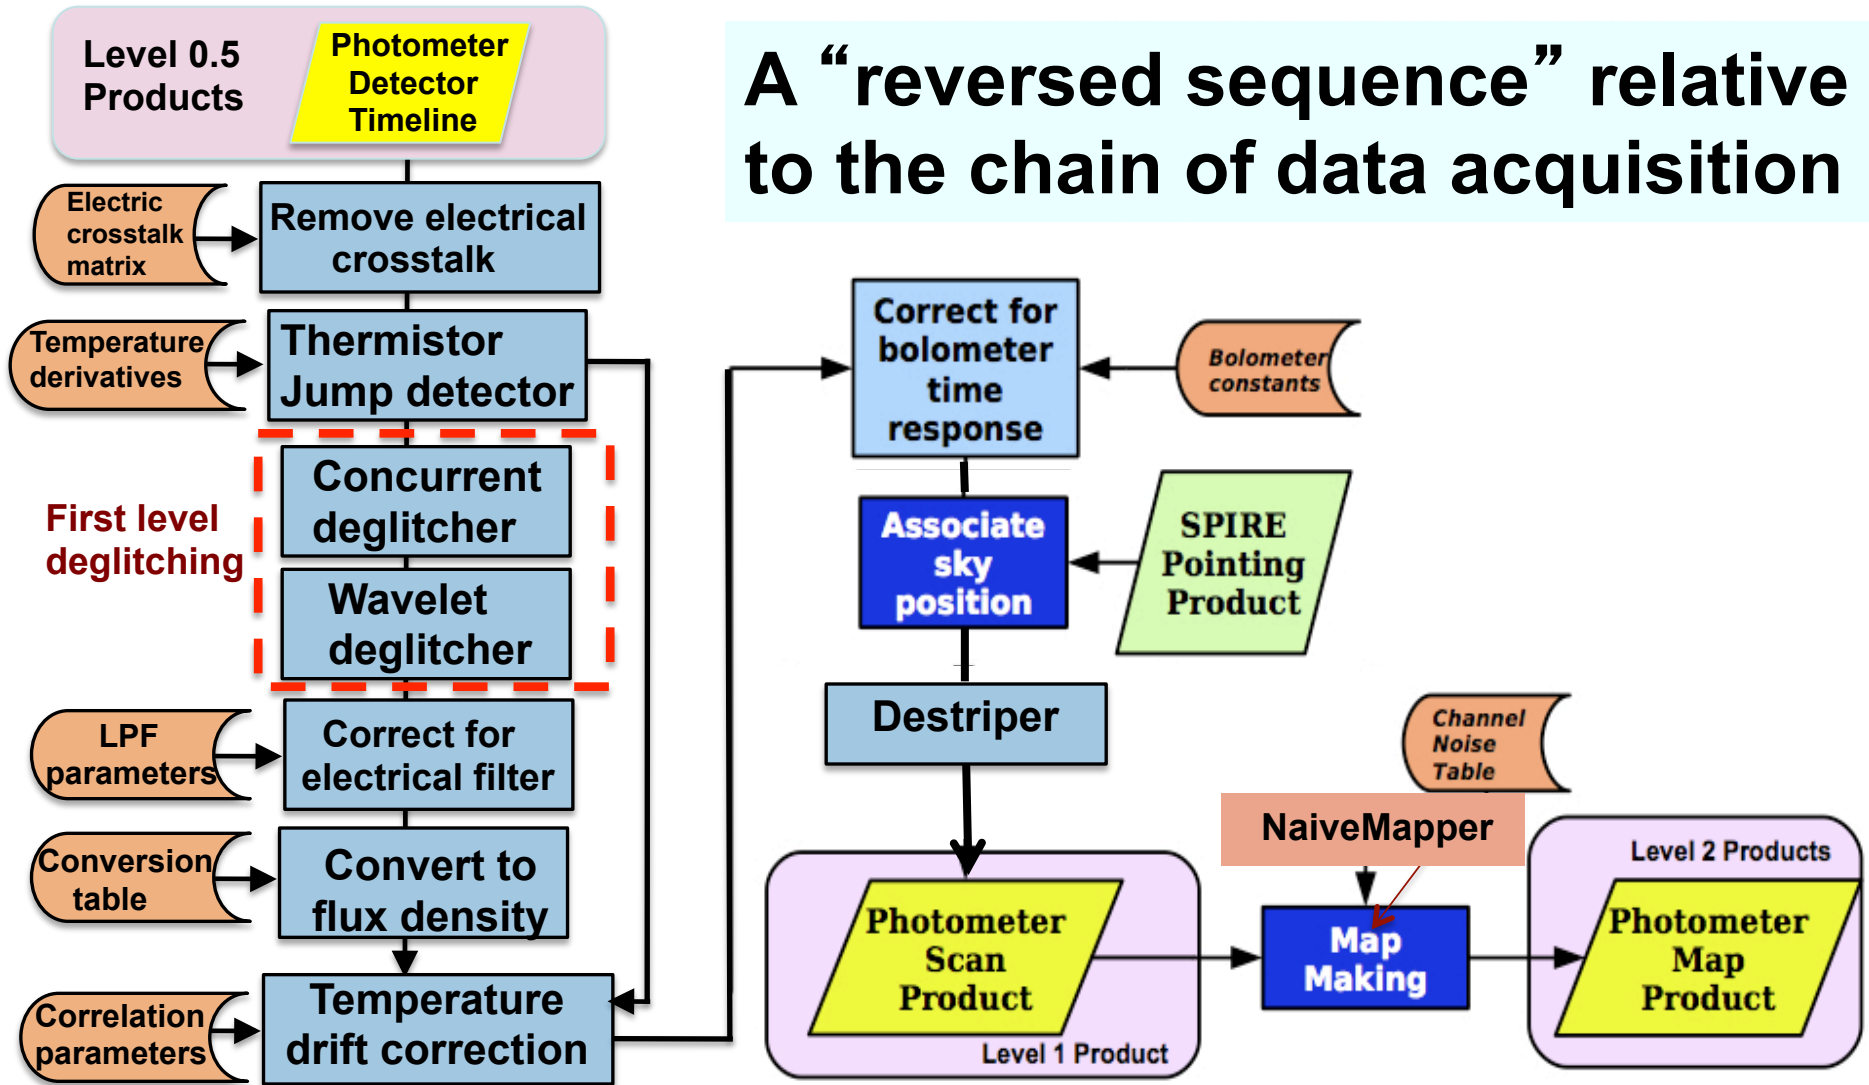 Level 0.5
Products
Photometer
Detector
Timeline
A “reversed sequence” relative
to the chain of data acquisition
Electric
crosstalk
matrix
Remove electrical
crosstalk
Temperature
derivatives
Thermistor
Jump detector
First level
deglitching
Concurrent
deglitcher
Wavelet
deglitcher
LPF
parameters
Correct for
electrical filter
Conversion
table
Convert to
flux density
Correlation
parameters
Temperature
drift correction
Correct for
bolometer
time
response
Bolometer
constants
Associate
sky
position
SPIRE
Pointing
Product
Destriper
Channel
Noise
Table
NaiveMapper
Photometer
Scan
Product
Level 1 Product
Map
Making
Level 2 Products
Photometer
Map
Product